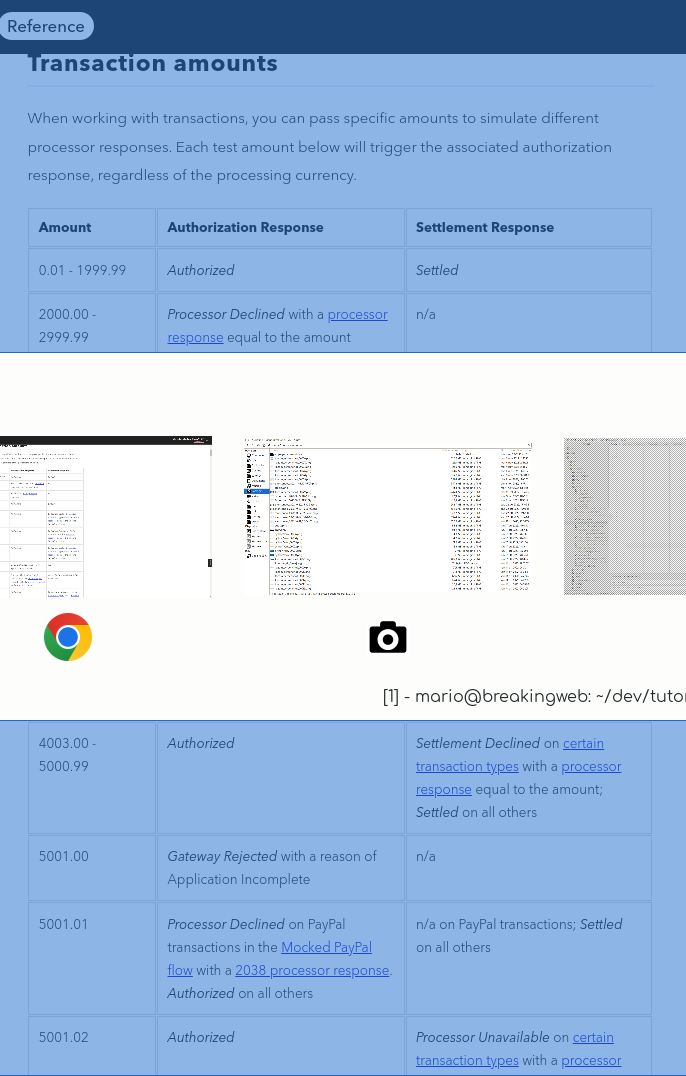 Reference
Transaction amounts
When working with transactions, you can pass specific amounts to simulate different
processor responses. Each test amount below will trigger the associated authorization
response, regardless of the processing currency.
Amount Authorization Response Settlement Response
0.01 - 1999.99 Authorized Settled
2000.00 - Processor Declined with a processor n/a
2999.99 response equal to the amount
[1] - mario@breakingweb: ~/dev/tutor
4003.00 - Authorized Settlement Declined on certain
5000.99 transaction types with a processor
response equal to the amount;
Settled on all others
5001.00 Gateway Rejected with a reason of n/a
Application Incomplete
5001.01 Processor Declined on PayPal n/a on PayPal transactions; Settled
transactions in the Mocked PayPal on all others
flow with a 2038 processor response.
Authorized on all others
5001.02 Authorized Processor Unavailable on certain
transaction types with a processor